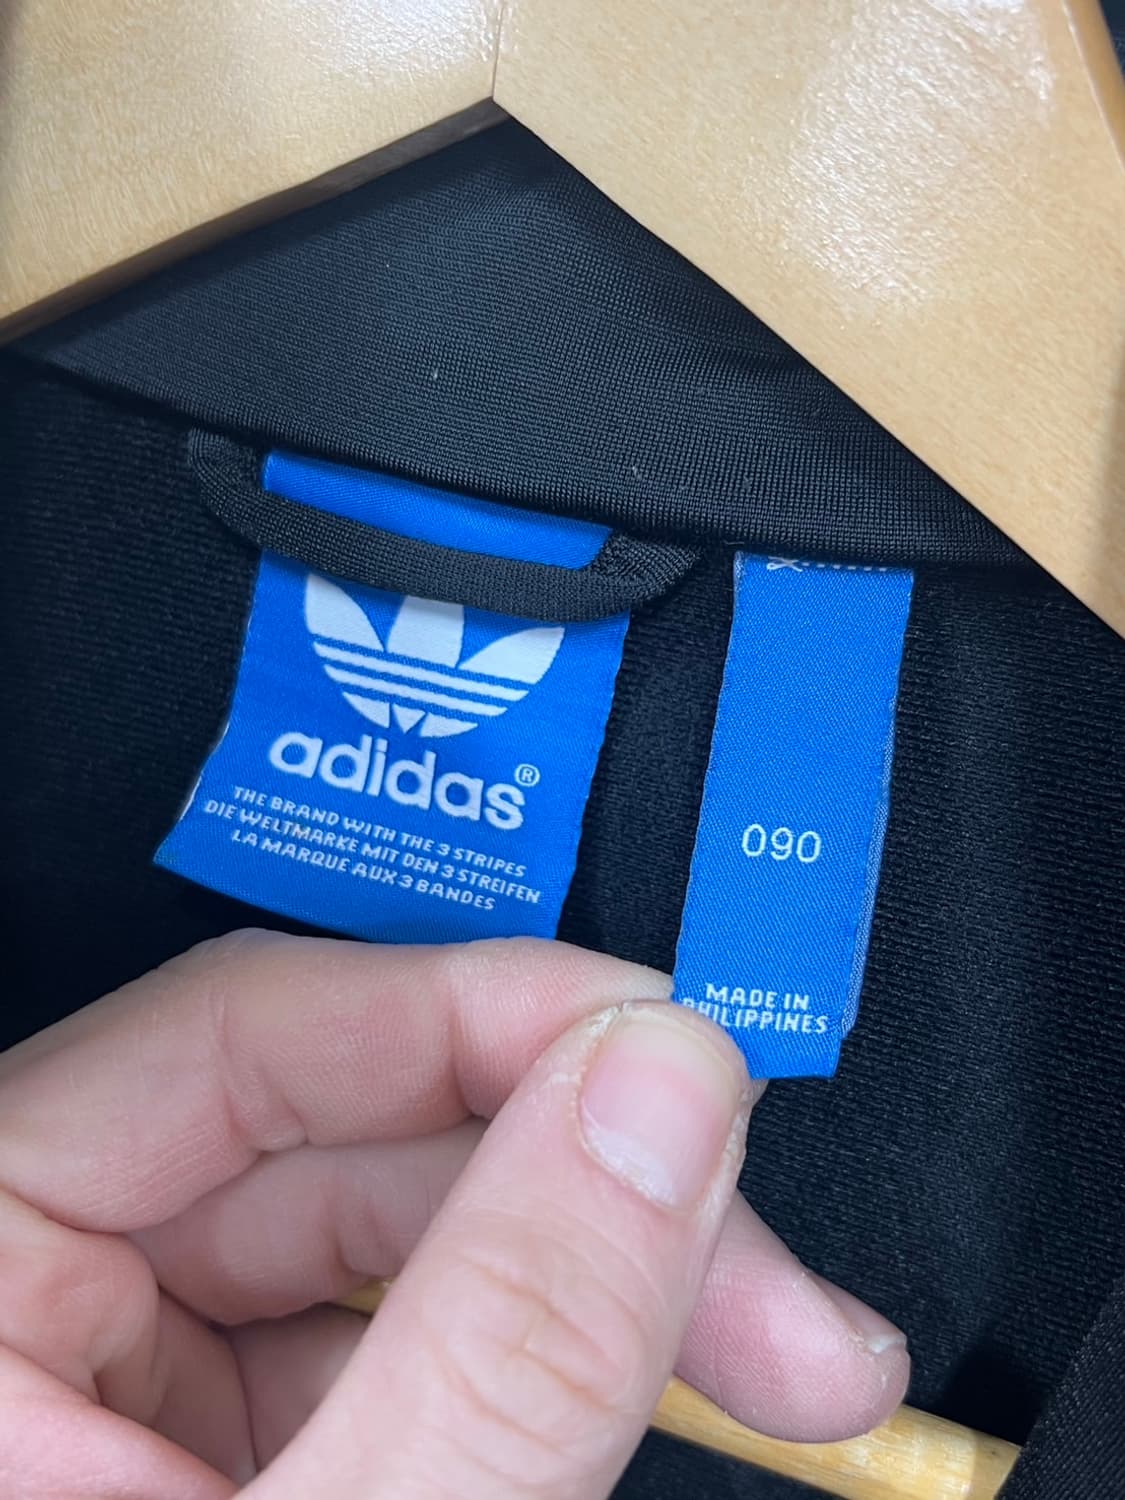 adidas®
THE BRAND WITH THE 3 STRIPES
DIE WELTMARKE MIT DEN 3 STREIFEN
LA MARQUE AUX 3 BANDES
090
MADE IN
PHILIPPINES